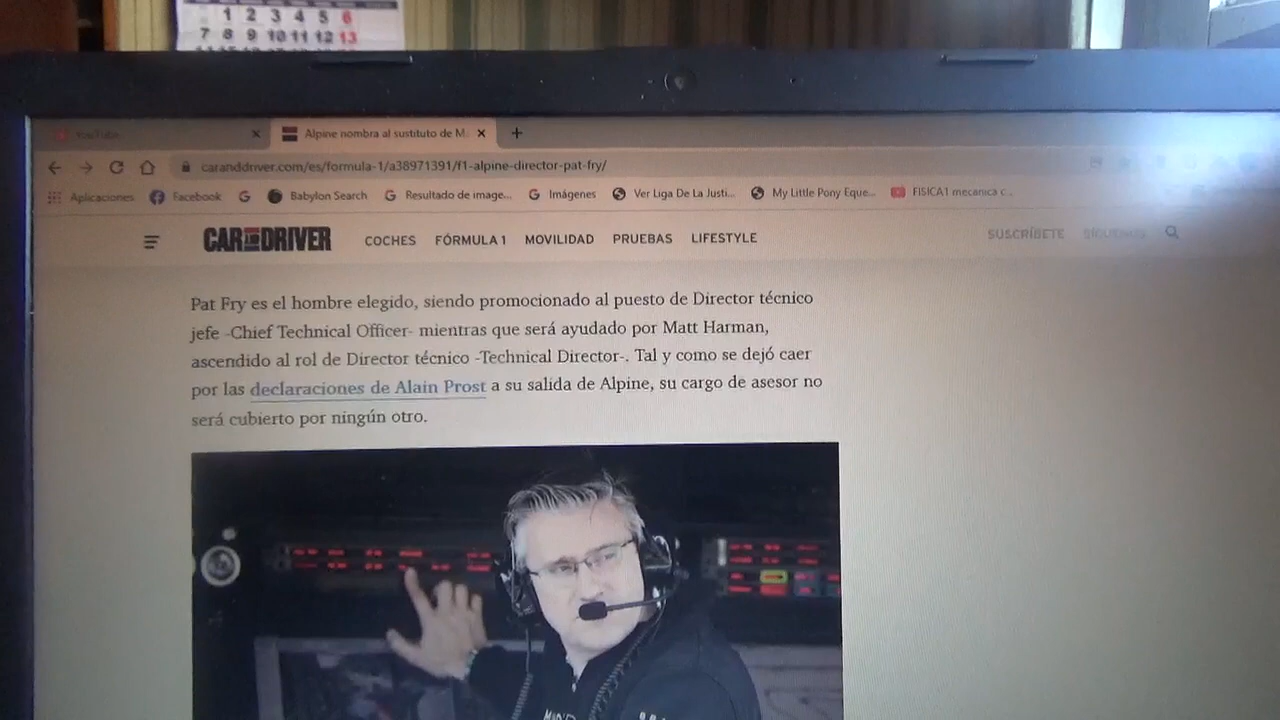 1 2 3 4 5 6
7 8 9 10 11 12 13
YouTube
Alpine nombra al sustituto de M
caranddriver.com/es/formula-1/a38971391/f1-alpine-director-pat-fry/
Aplicaciones Facebook Babylon Search Resultado de image... Imágenes Ver Liga De La Justi... My Little Pony Eque... FISICA1 mecanica c...
CAR AND DRIVER COCHES FÓRMULA 1 MOVILIDAD PRUEBAS LIFESTYLE SUSCRÍBETE SÍGUENOS
Pat Fry es el hombre elegido, siendo promocionado al puesto de Director técnico
jefe -Chief Technical Officer- mientras que será ayudado por Matt Harman,
ascendido al rol de Director técnico -Technical Director-. Tal y como se dejó caer
por las declaraciones de Alain Prost a su salida de Alpine, su cargo de asesor no
será cubierto por ningún otro.